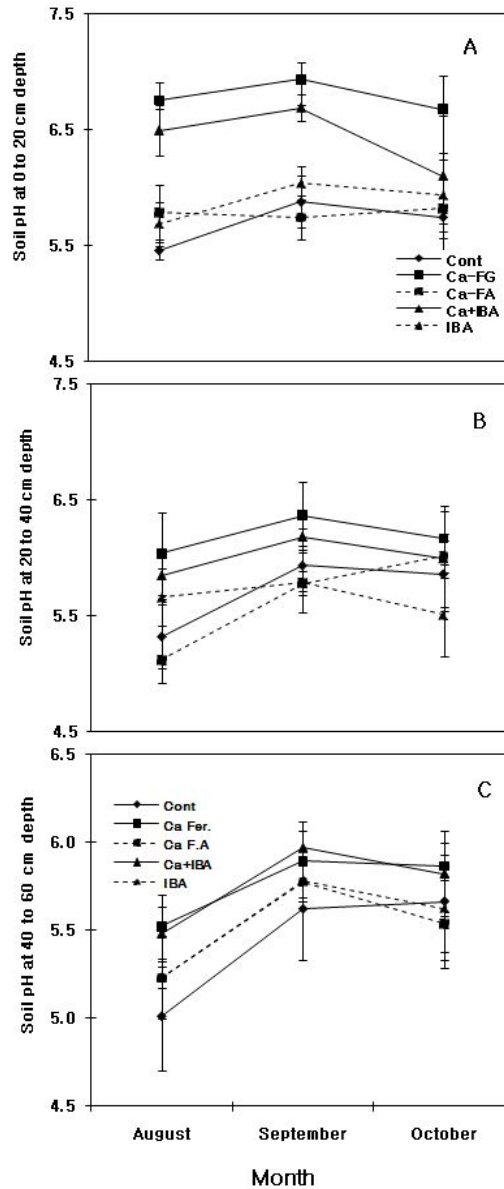 A
Soil pH at 0 to 20 cm depth
7.5
6.5
5.5
4.5
Cont
Ca-FG
Ca-FA
Ca+IBA
IBA
B
Soil pH at 20 to 40 cm depth
7.5
6.5
5.5
4.5
C
Soil pH at 40 to 60 cm depth
6.5
6.0
5.5
5.0
4.5
Cont
Ca Fer.
Ca F.A
Ca+IBA
IBA
August September October
Month